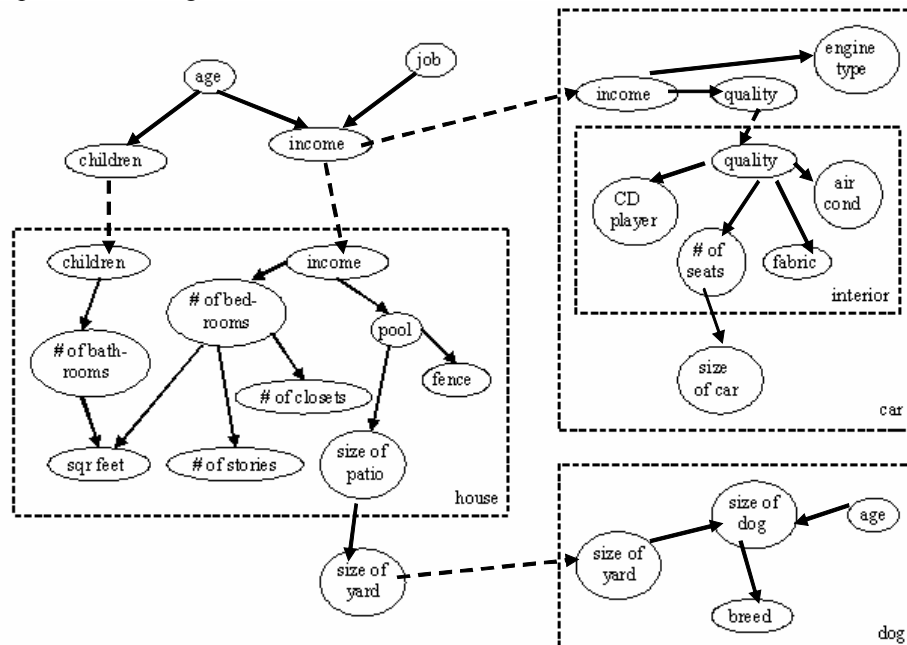 age
job
children
income
children
income
# of bed-
rooms
# of bath-
rooms
pool
fence
# of closets
sqr feet
# of stories
size of
patio
house
size of
yard
engine
type
income
quality
quality
CD
player
air
cond
# of
seats
fabric
interior
size
of car
car
size of
dog
age
size of
yard
breed
dog